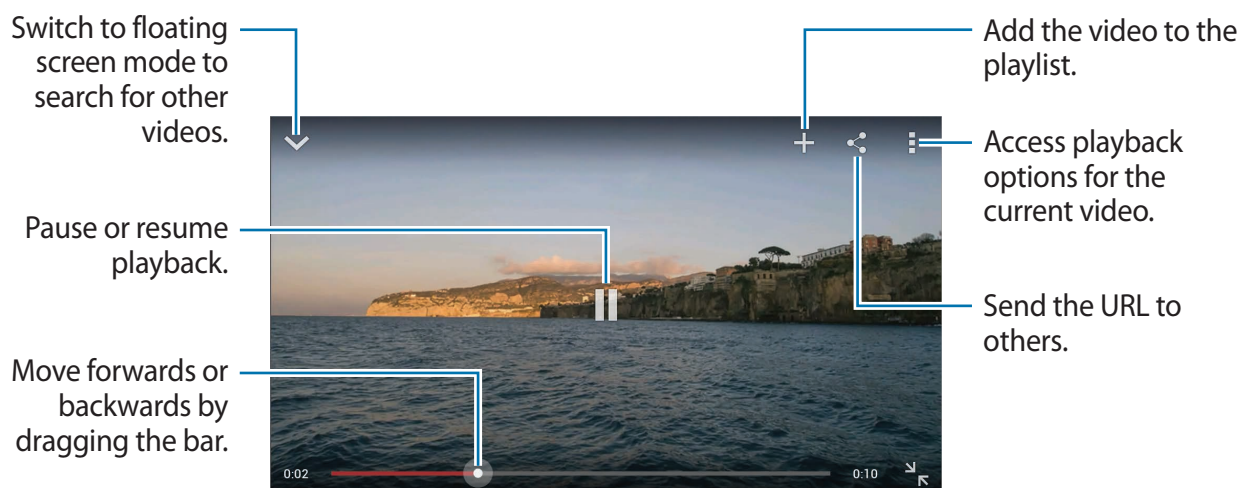 Switch to floating
screen mode to
search for other
videos.
Add the video to the
playlist.
Access playback
options for the
current video.
Pause or resume
playback.
Send the URL to
others.
Move forwards or
backwards by
dragging the bar.
0:02
0:10